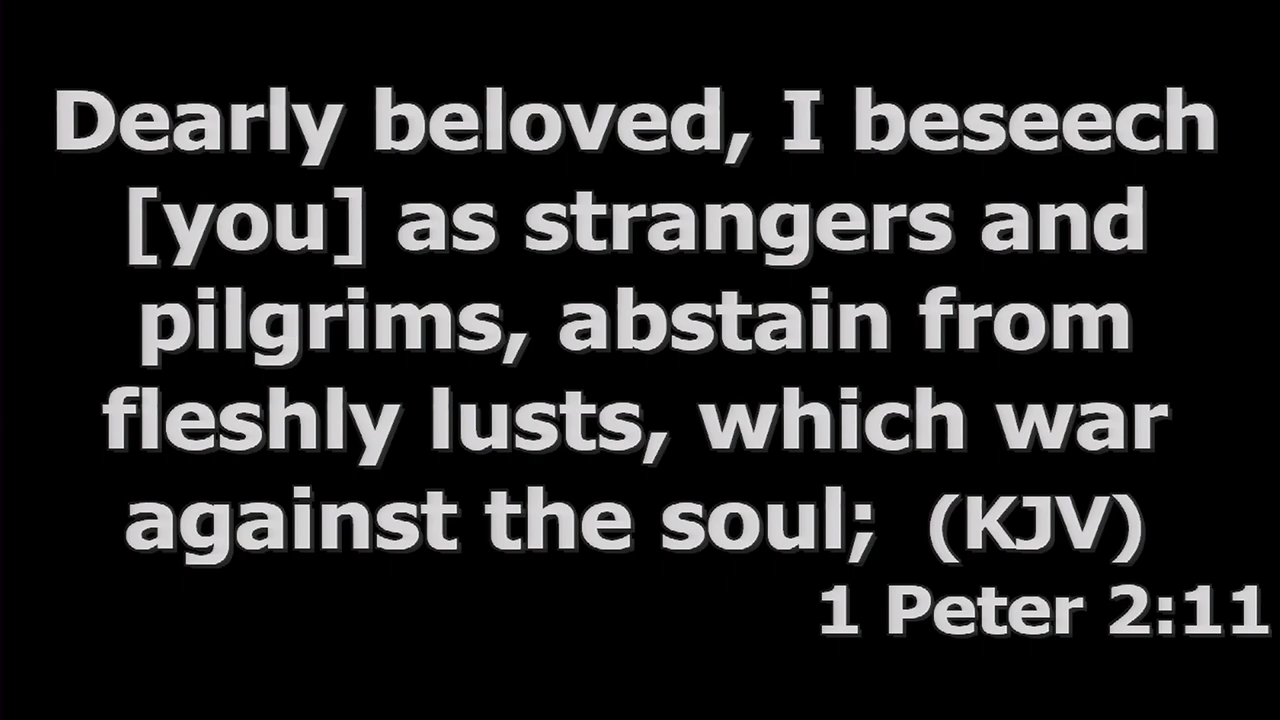 Dearly beloved, I beseech
[you] as strangers and
pilgrims, abstain from
fleshly lusts, which war
against the soul;  (KJV)
1 Peter 2:11